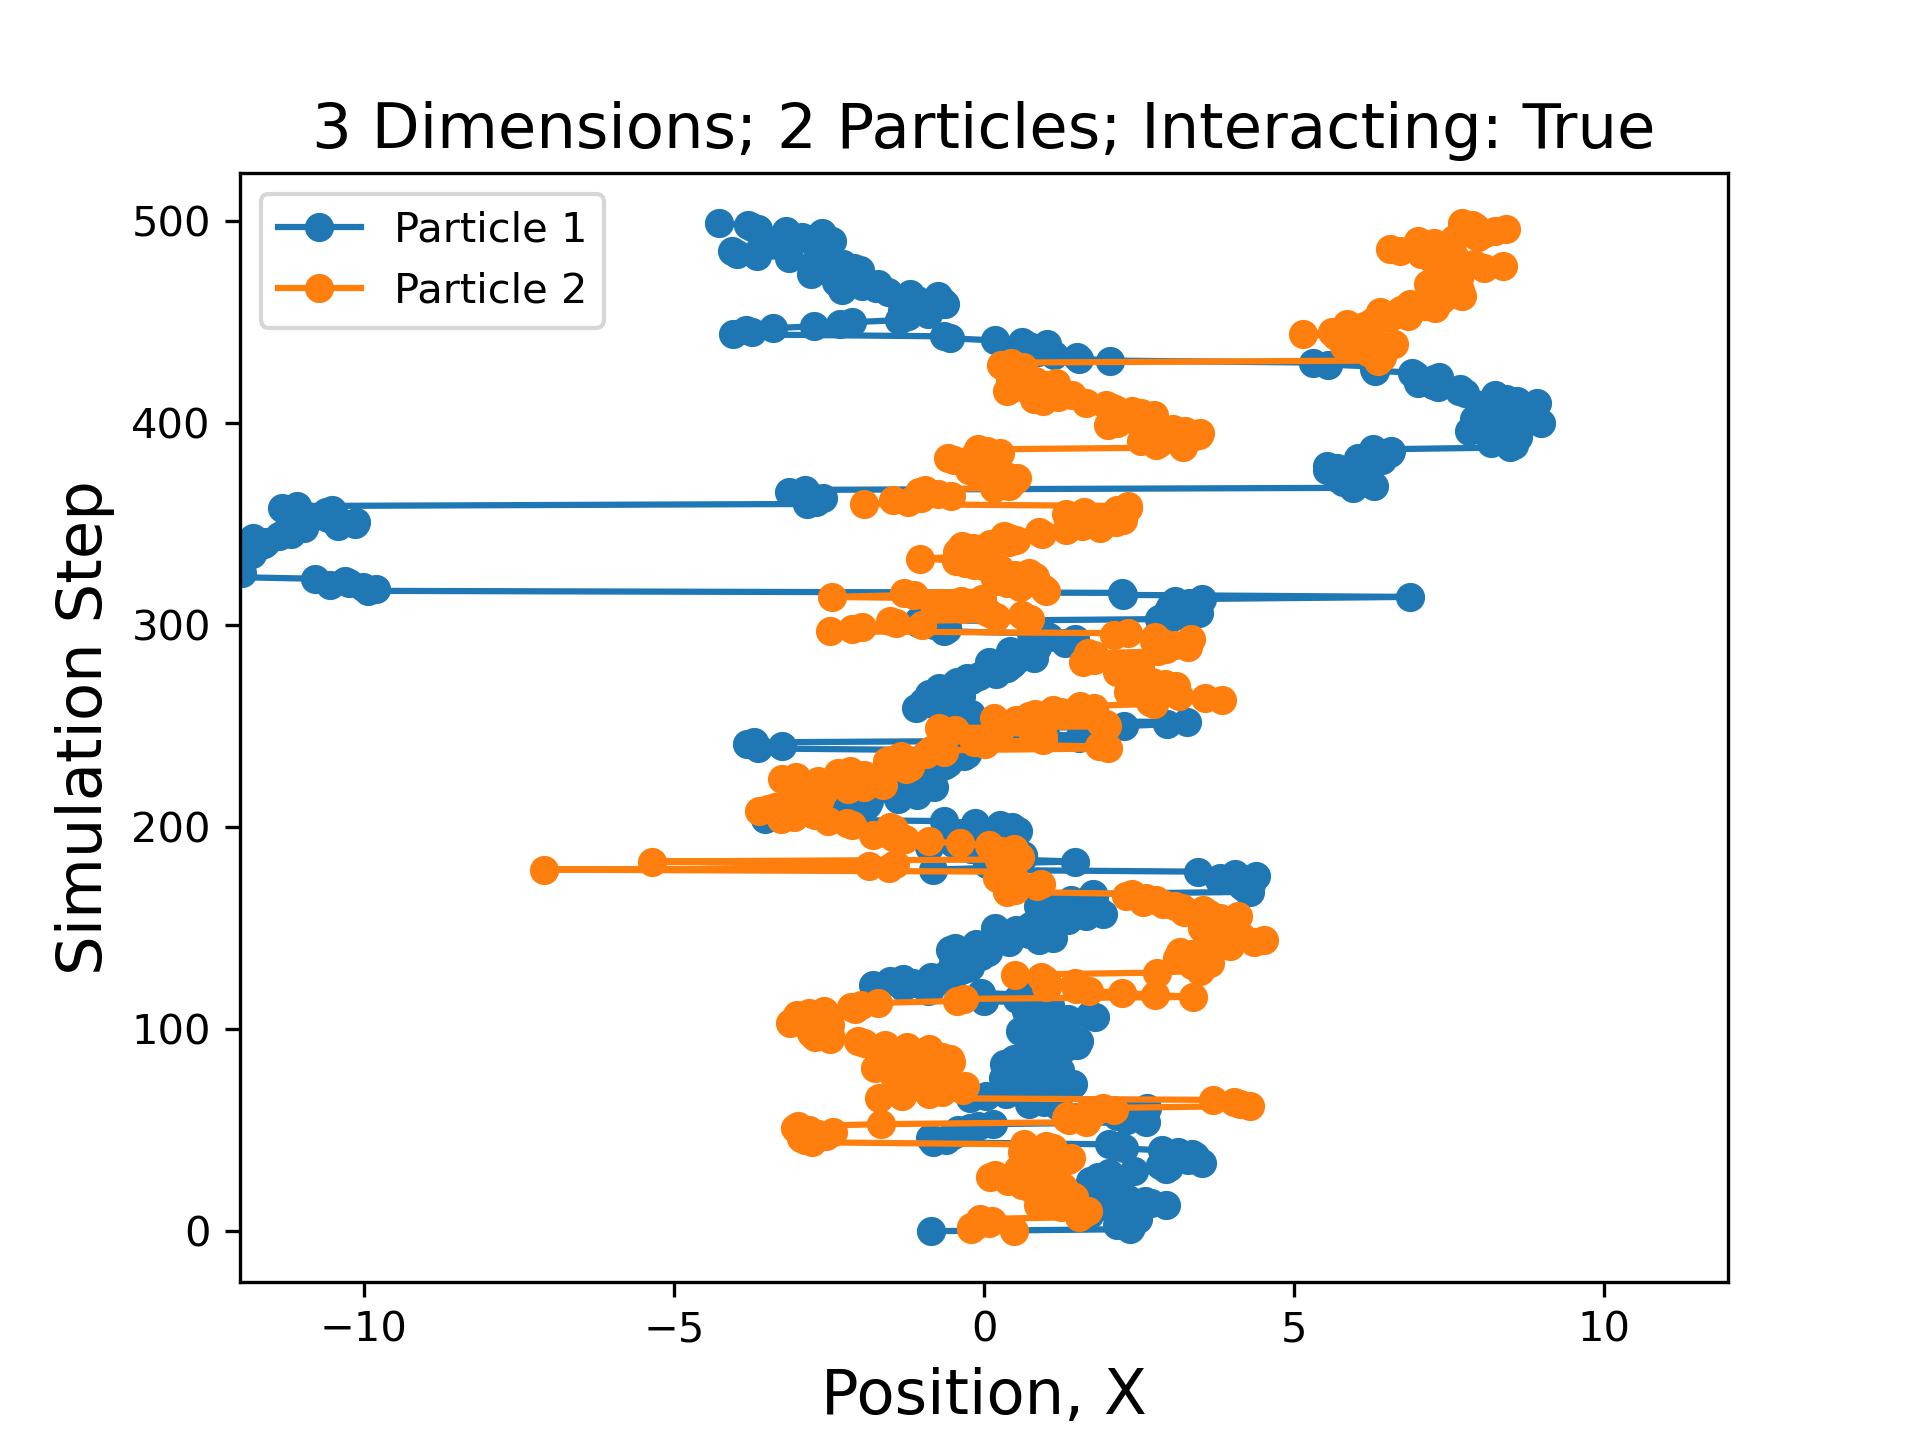 3 Dimensions; 2 Particles; Interacting: True
Particle 1
Particle 2
500
400
300
200
100
0
Simulation Step
−10
−5
0
5
10
Position, X